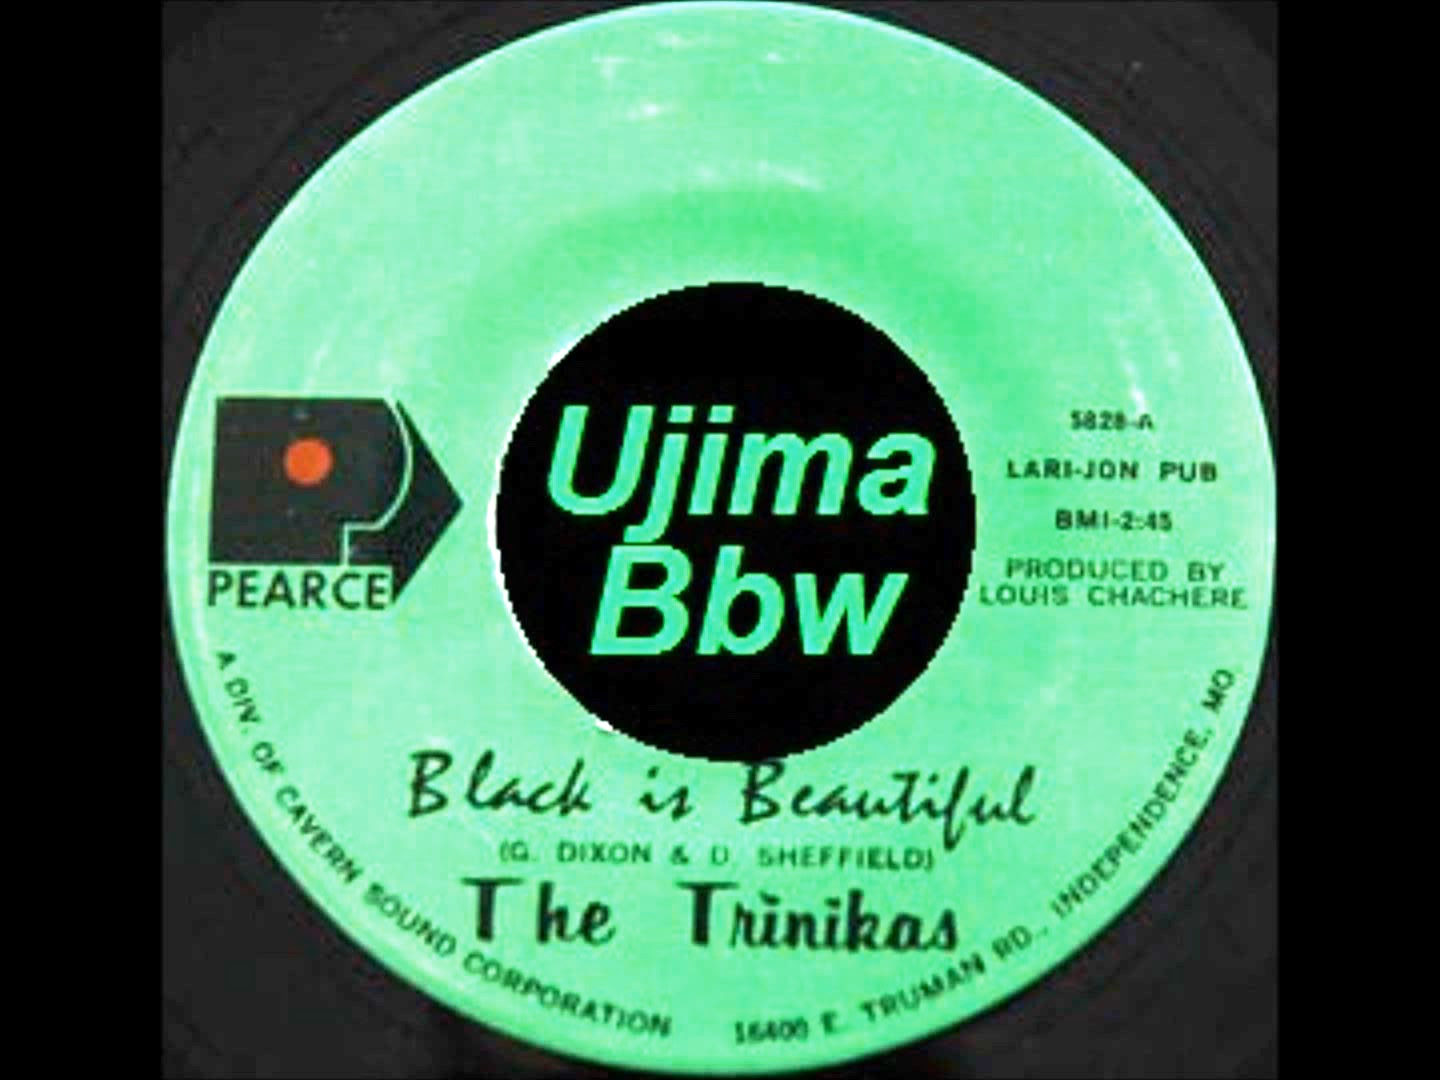 Ujima
Bbw
5828-A
LARI-JON PUB
BMI-2:45
PRODUCED BY
LOUIS CHACHERE
PEARCE
Black is Beautiful
(G. DIXON & D. SHEFFIELD)
The Trinikas
A DIV. OF CAVERN SOUND CORPORATION
16400 E. TRUMAN RD., INDEPENDENCE, MO.